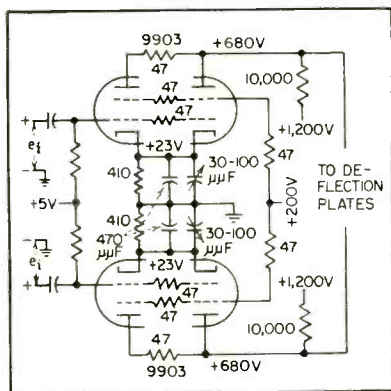 9903
+680V
47
47
47
10,000
+1,200V
47
+23V
e₁
+
−
410
30-100
μμF
+200V
TO DE-
FLECTION
PLATES
+5V
410
470
μμF
30-100
μμF
−
eᵢ
+
+23V
47
+1,200V
47
47
47
9903
10,000
+680V